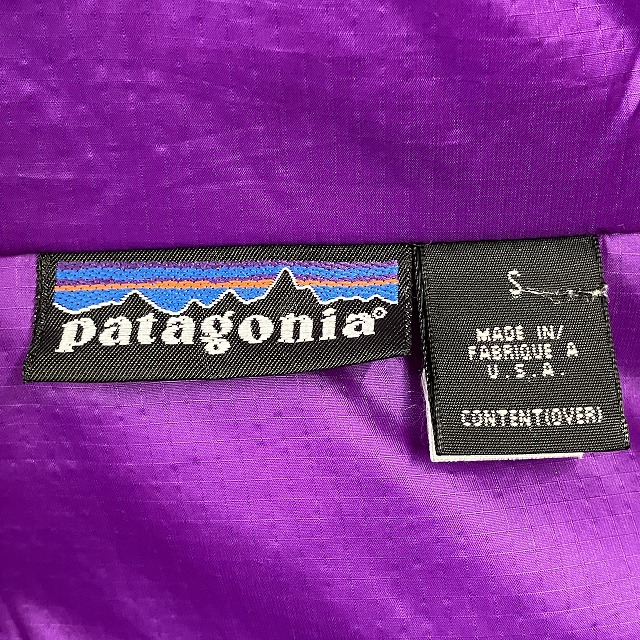 patagonia®
S
MADE IN/
FABRIQUE A
U.S.A.
CONTENT(OVER)